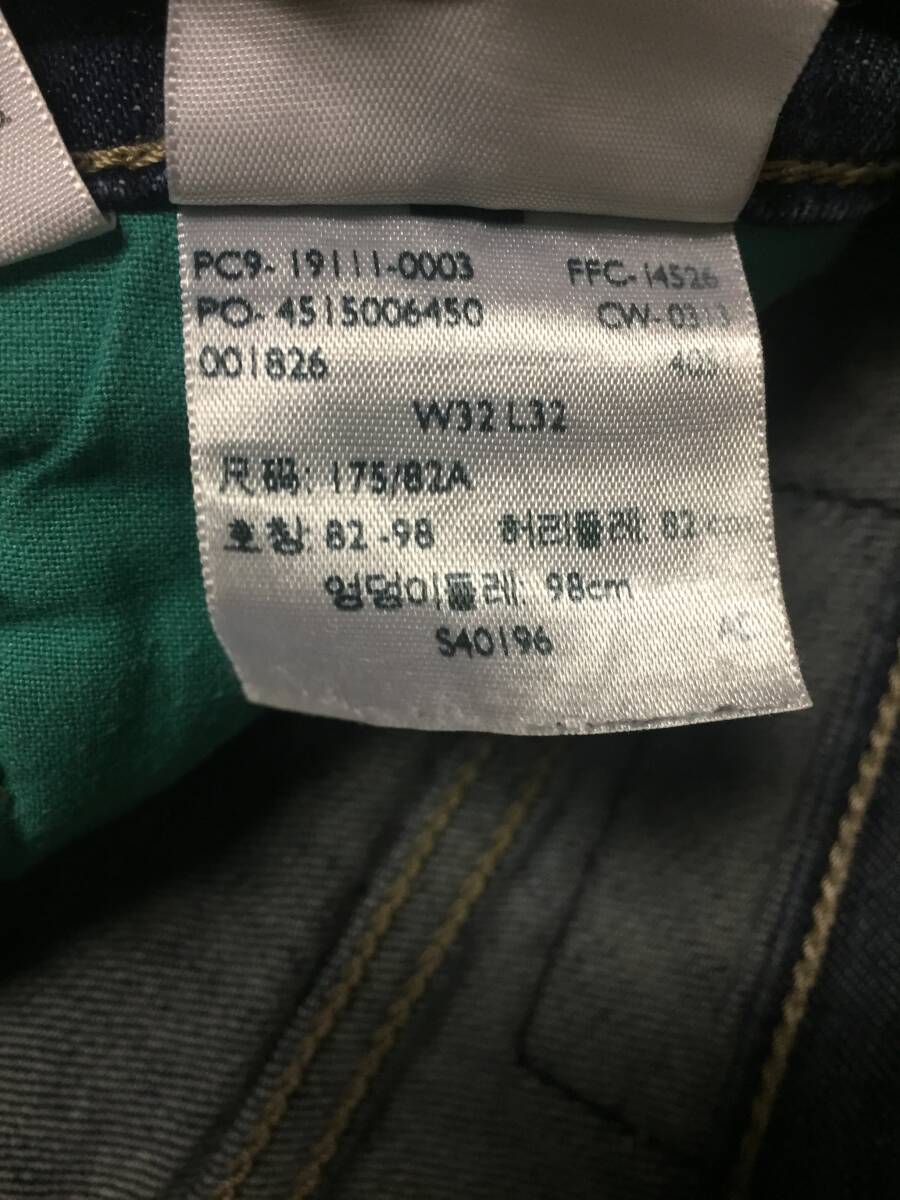 PC9-19111-0003 FFC-14526
PO-4515006450
001826
W32 L32
尺码: 175/82A
호칭: 82-98 허리둘레: 82
엉덩이둘레: 98cm
S40196